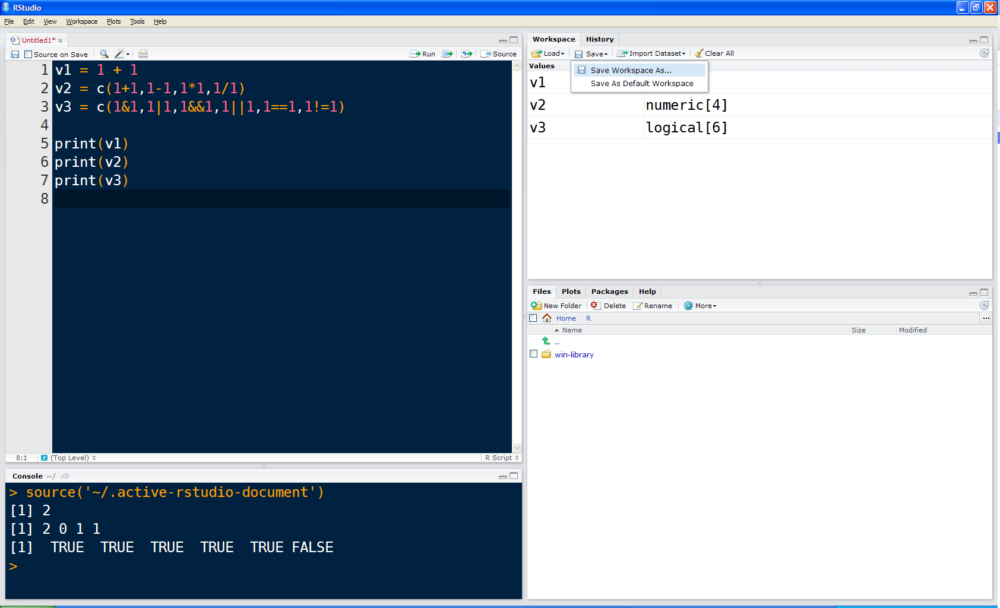 RStudio
File Edit View Workspace Plots Tools Help
Untitled1*
Source on Save Run Source
1 v1 = 1 + 1
2 v2 = c(1+1,1-1,1*1,1/1)
3 v3 = c(1&1,1|1,1&&1,1||1,1==1,1!=1)
4
5 print(v1)
6 print(v2)
7 print(v3)
8
8:1 (Top Level) R Script
Console ~/
> source('~/.active-rstudio-document')
[1] 2
[1] 2 0 1 1
[1]  TRUE  TRUE  TRUE  TRUE  TRUE FALSE
>
Workspace History
Load Save Import Dataset Clear All
Values
Save Workspace As...
Save As Default Workspace
v1
v2 numeric[4]
v3 logical[6]
Files Plots Packages Help
New Folder Delete Rename More
Home R ...
Name Size Modified
..
win-library